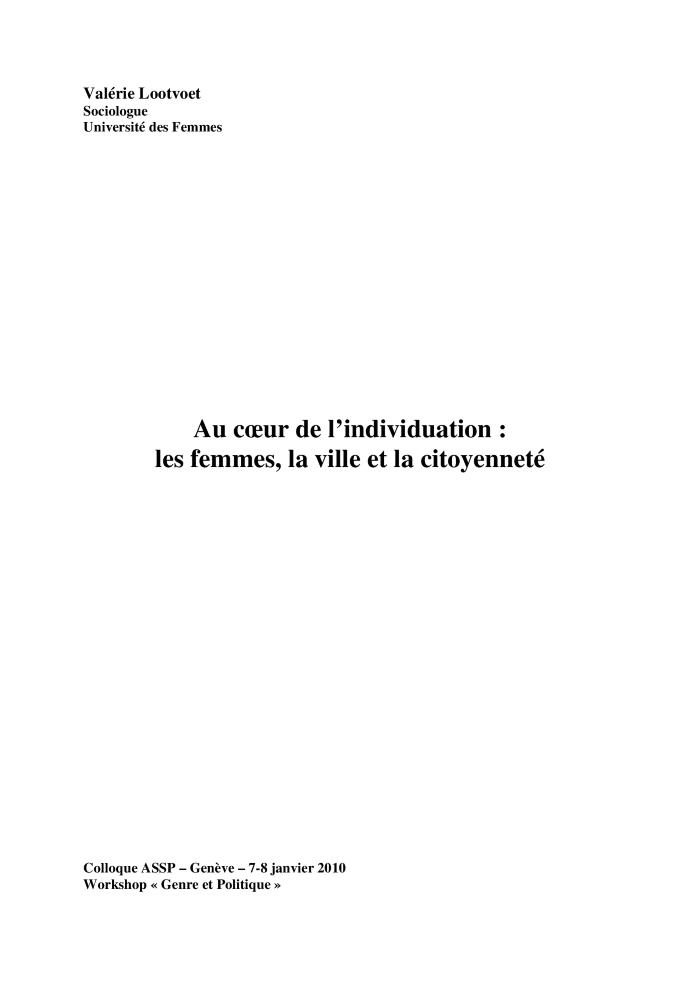 Valérie Lootvoet
Sociologue
Université des Femmes
Au cœur de l’individuation :
les femmes, la ville et la citoyenneté
Colloque ASSP – Genève – 7-8 janvier 2010
Workshop « Genre et Politique »